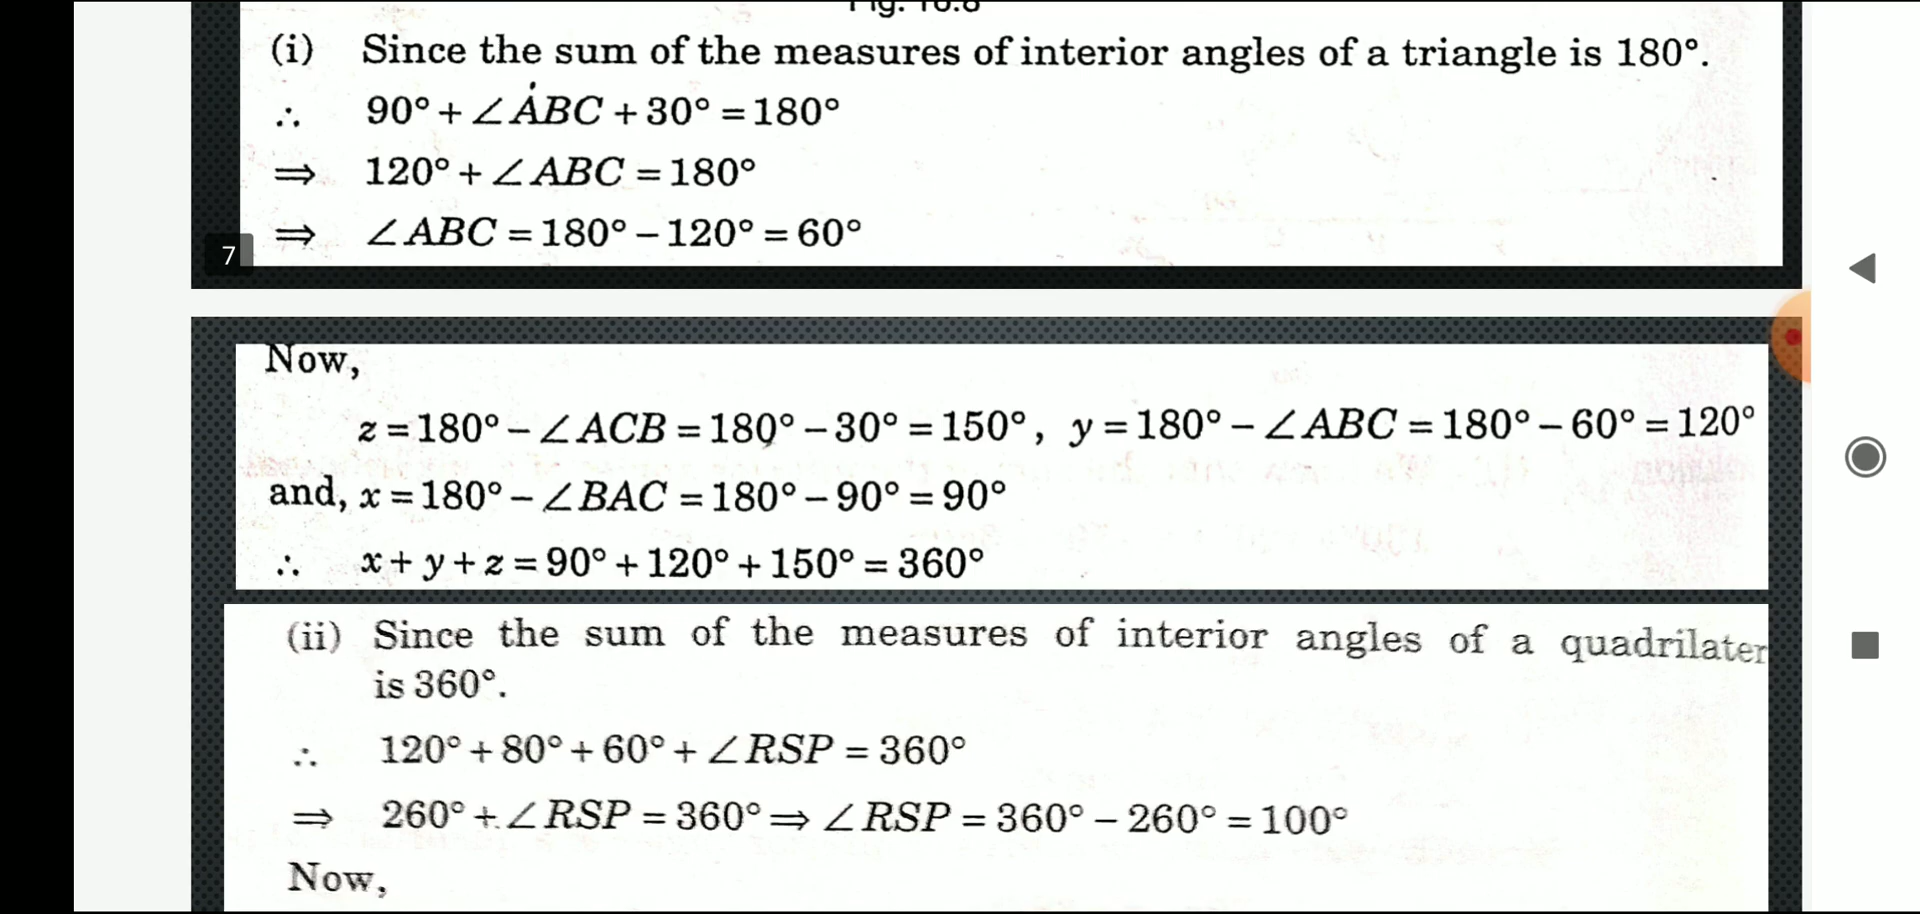 (i) Since the sum of the measures of interior angles of a triangle is 180°.
∴ 90° + ∠ABC + 30° = 180°
⇒ 120° + ∠ABC = 180°
⇒ ∠ABC = 180° – 120° = 60°
7
Now,
z = 180° – ∠ACB = 180° – 30° = 150°, y = 180° – ∠ABC = 180° – 60° = 120°
and, x = 180° – ∠BAC = 180° – 90° = 90°
∴ x + y + z = 90° + 120° + 150° = 360°
(ii) Since the sum of the measures of interior angles of a quadrilater
is 360°.
∴ 120° + 80° + 60° + ∠RSP = 360°
⇒ 260° + ∠RSP = 360° ⇒ ∠RSP = 360° – 260° = 100°
Now,